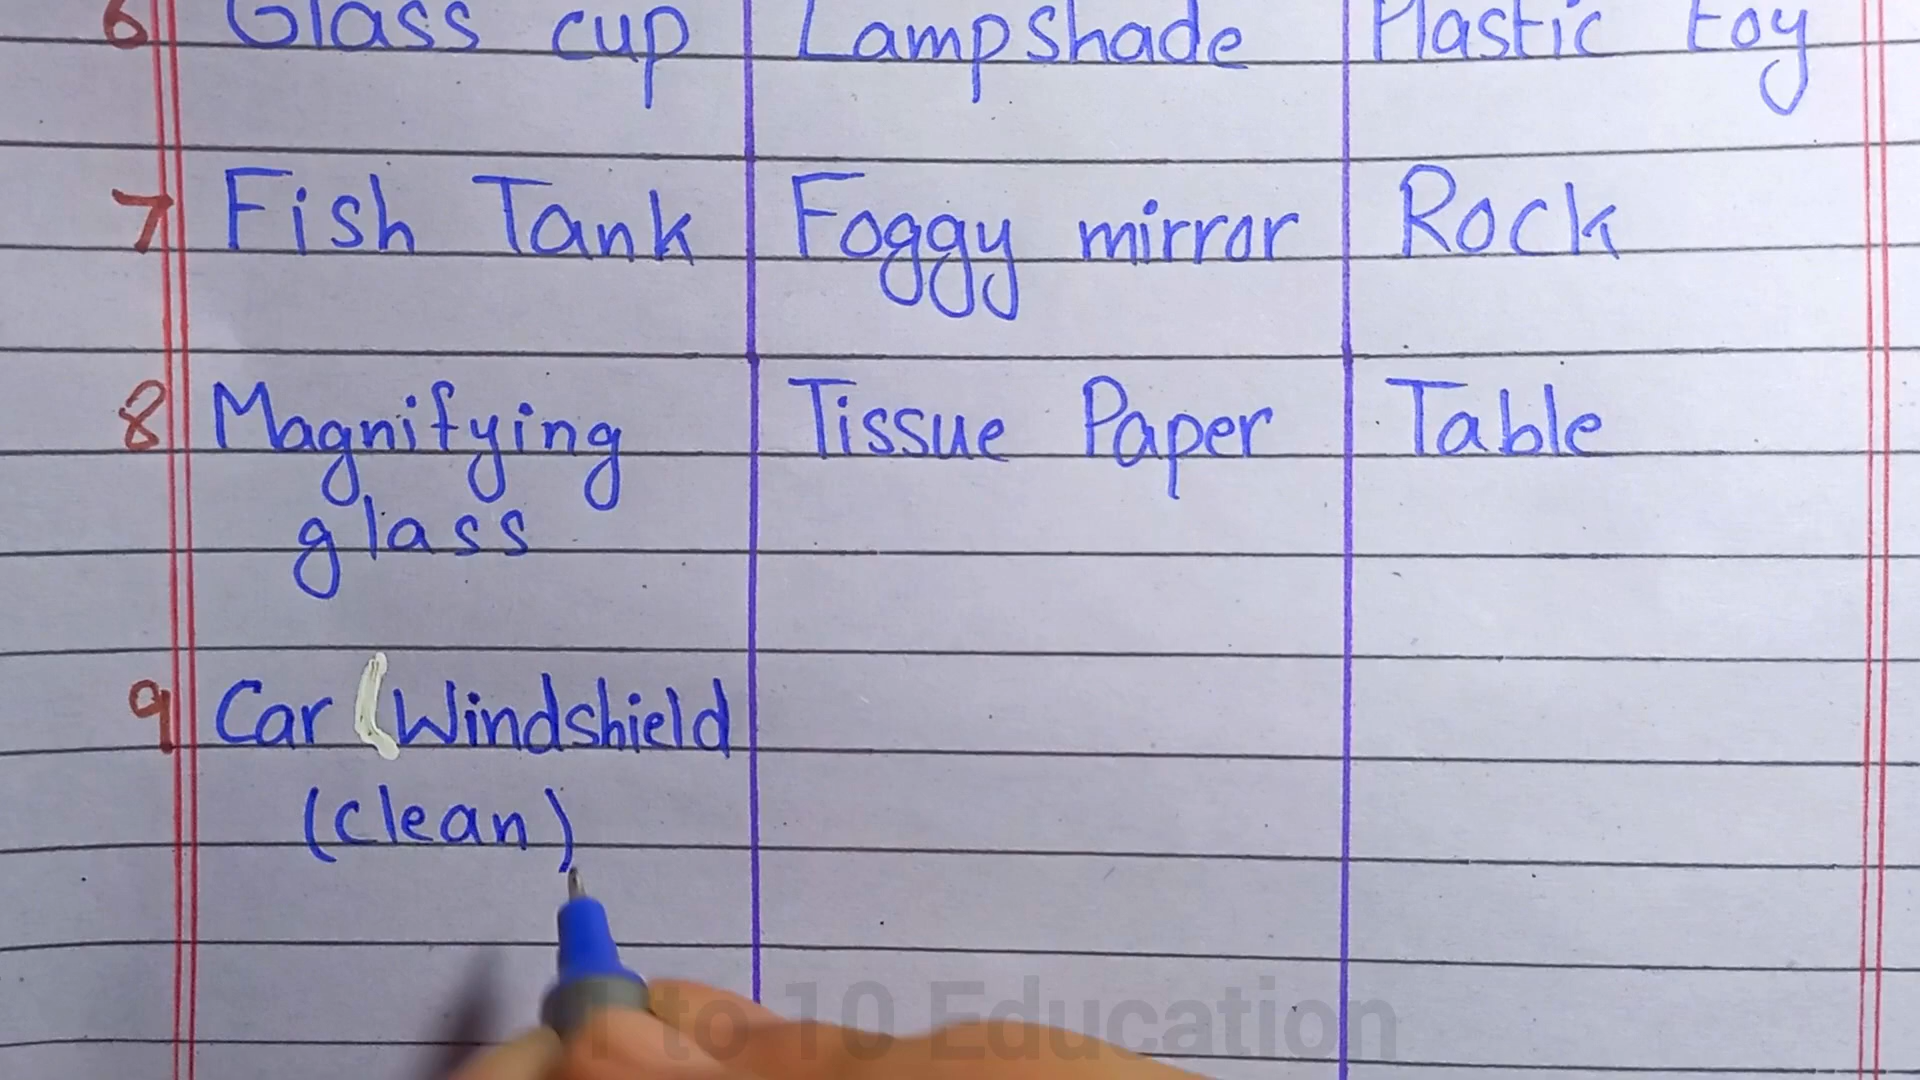 6 Glass cup Lampshade Plastic toy
7 Fish Tank Foggy mirror Rock
8 Magnifying Tissue Paper Table
glass
9 Car Windshield
(clean)
1 to 10 Education